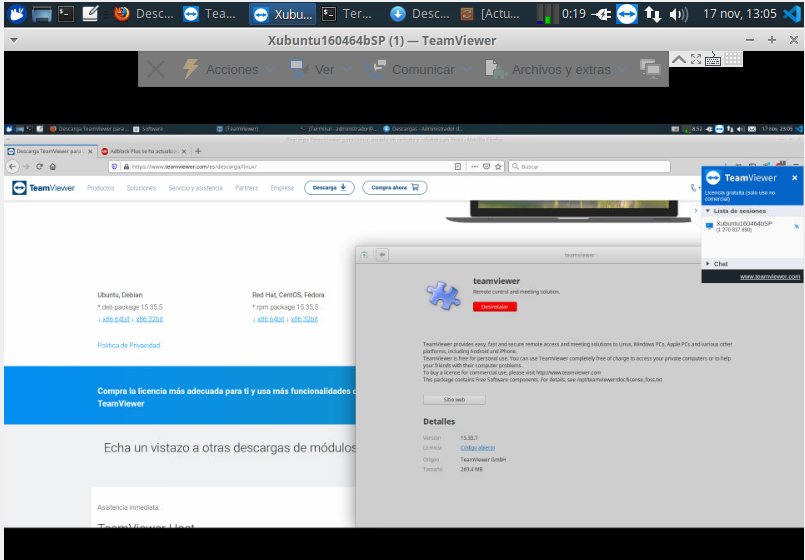 Desc...
Tea...
Xubu...
Ter...
Desc...
[Actu...
0:19
17 nov, 13:05
Xubuntu160464bSP (1) — TeamViewer
Acciones
Ver
Comunicar
Archivos y extras
Descarga TeamViewer para ...
Software
(TeamViewer)
Descargas - Administrador d...
8:52
17 nov, 23:05
Descarga TeamViewer para
Adblock Plus se ha actualiza
https://www.teamviewer.com/es/descarga/linux/
Buscar
TeamViewer
Productos
Soluciones
Servicio y asistencia
Partners
Empresa
Descarga
Compra ahora
TeamViewer
Licencia gratuita (solo uso no
comercial)
Lista de sesiones
Xubuntu160464bSP
(1 270 837 890)
Chat
www.teamviewer.com
teamviewer
teamviewer
Remote control and meeting solution.
Desinstalar
Ubuntu, Debian
*.deb package 15.35.5
↓ x86 64bit ↓ x86 32bit
Red Hat, CentOS, Fedora
*.rpm package 15.35.5
↓ x86 64bit ↓ x86 32bit
Política de Privacidad
TeamViewer provides easy, fast and secure remote access and meeting solutions to Linux, Windows PCs, Apple PCs and various other
platforms, including Android and iPhone.
TeamViewer is free for personal use. You can use TeamViewer completely free of charge to access your private computers or to help
your friends with their computer problems.
To buy a license for commercial use, please visit http://www.teamviewer.com
This package contains Free Software components. For details, see /opt/teamviewer/doc/license_foss.txt
Compra la licencia más adecuada para ti y usa más funcionalidades
TeamViewer
Sitio web
Detalles
Versión 15.35.7
Licencia Código abierto
Origen TeamViewer GmbH
Tamaño 269,4 MB
Echa un vistazo a otras descargas de módulos
Asistencia inmediata:
TeamViewer Host